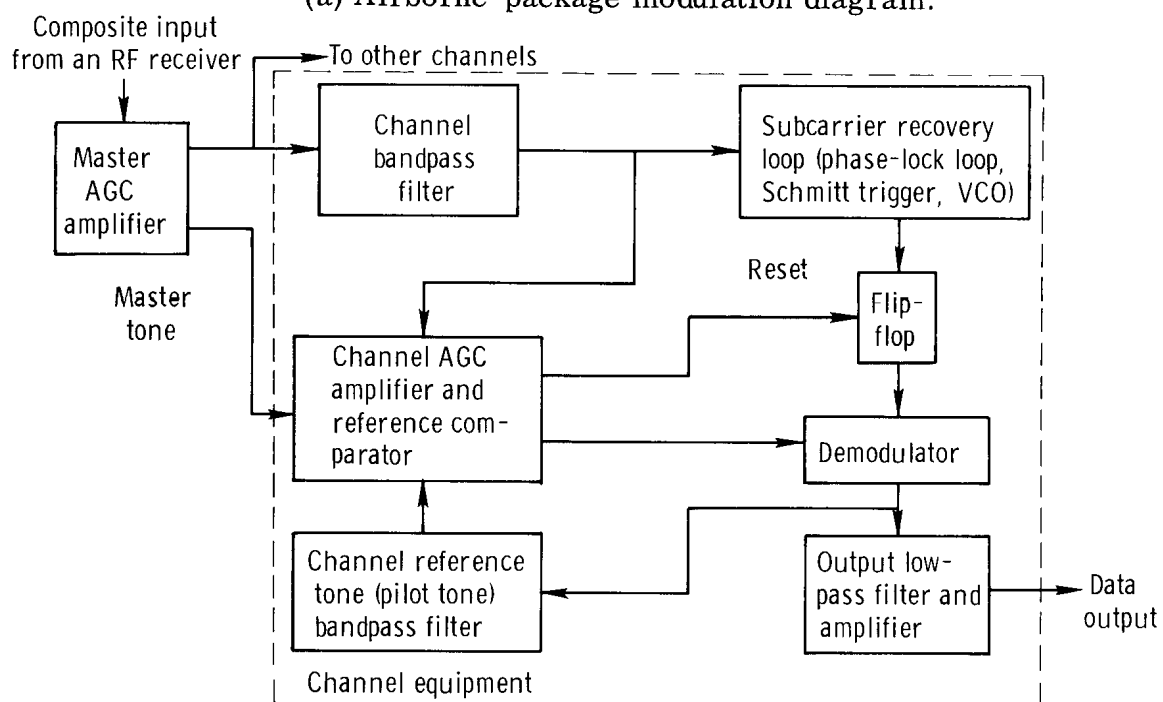 (a) Airborne package modulation diagram.
Composite input
from an RF receiver
To other channels
Master
AGC
amplifier
Channel
bandpass
filter
Subcarrier recovery
loop (phase-lock loop,
Schmitt trigger, VCO)
Master
tone
Reset
Flip-
flop
Channel AGC
amplifier and
reference com-
parator
Demodulator
Channel reference
tone (pilot tone)
bandpass filter
Output low-
pass filter and
amplifier
Data
output
Channel equipment